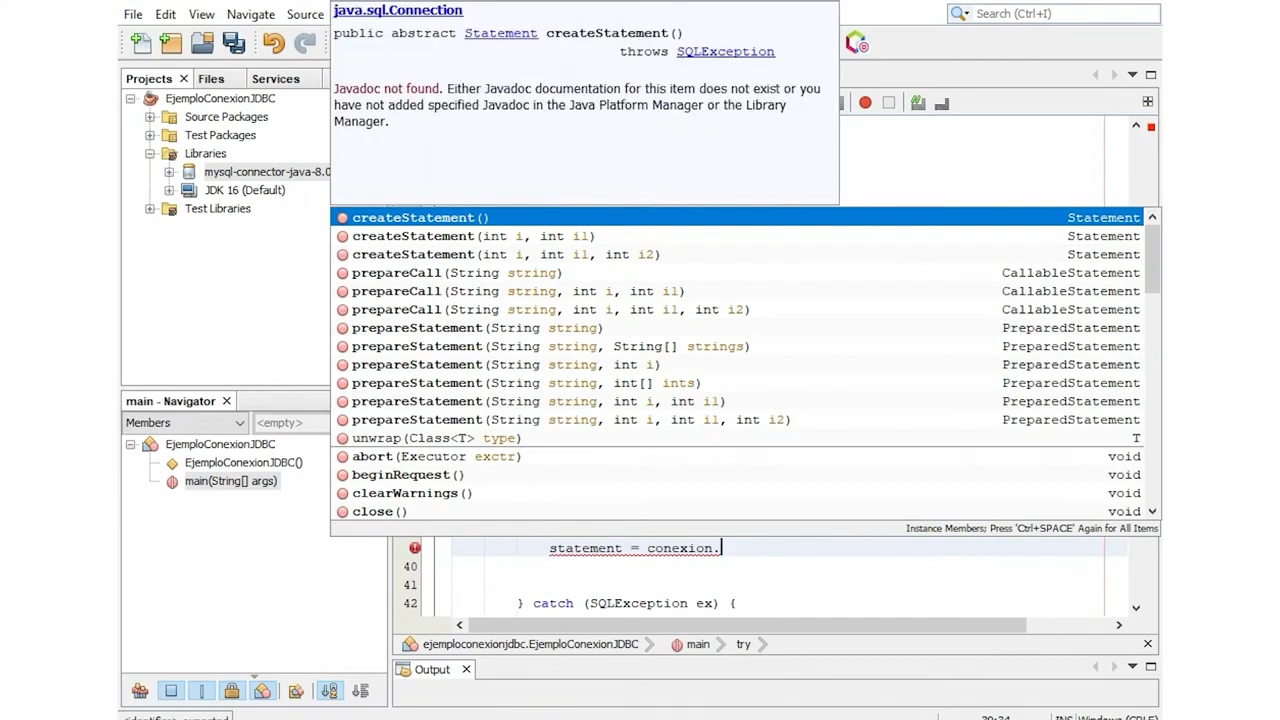 File Edit View Navigate Source
java.sql.Connection
public abstract Statement createStatement()
throws SQLException
Javadoc not found. Either Javadoc documentation for this item does not exist or you
have not added specified Javadoc in the Java Platform Manager or the Library
Manager.
Search (Ctrl+I)
Projects Files Services
EjemploConexionJDBC
Source Packages
Test Packages
Libraries
mysql-connector-java-8.0
JDK 16 (Default)
Test Libraries
createStatement() Statement
createStatement(int i, int i1) Statement
createStatement(int i, int i1, int i2) Statement
prepareCall(String string) CallableStatement
prepareCall(String string, int i, int i1) CallableStatement
prepareCall(String string, int i, int i1, int i2) CallableStatement
prepareStatement(String string) PreparedStatement
prepareStatement(String string, String[] strings) PreparedStatement
prepareStatement(String string, int i) PreparedStatement
prepareStatement(String string, int[] ints) PreparedStatement
prepareStatement(String string, int i, int i1) PreparedStatement
prepareStatement(String string, int i, int i1, int i2) PreparedStatement
unwrap(Class<T> type) T
abort(Executor exctr) void
beginRequest() void
clearWarnings() void
close() void
Instance Members; Press 'Ctrl+SPACE' Again for All Items
main - Navigator
Members <empty>
EjemploConexionJDBC
EjemploConexionJDBC()
main(String[] args)
statement = conexion.
40
41
42 } catch (SQLException ex) {
ejemploconexionjdbc.EjemploConexionJDBC main try
Output